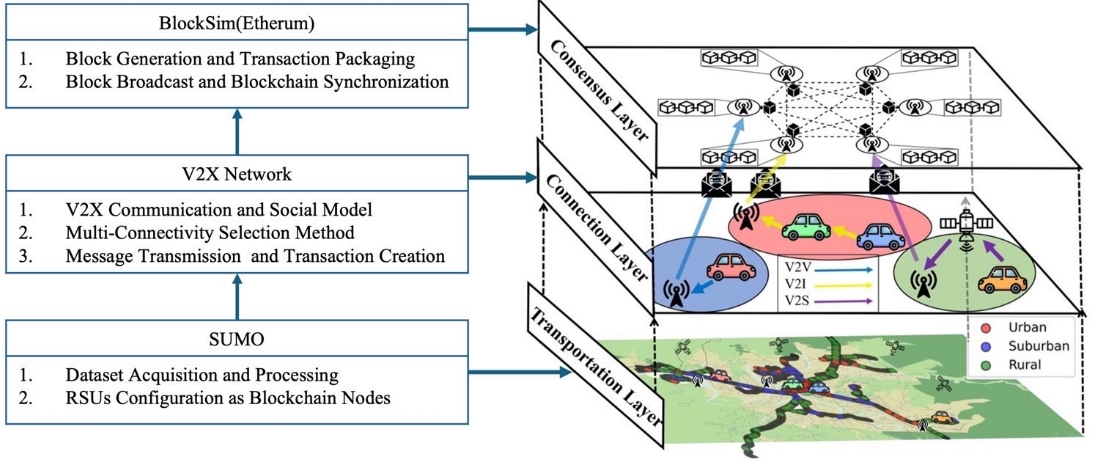 BlockSim(Etherum)
1. Block Generation and Transaction Packaging
2. Block Broadcast and Blockchain Synchronization
V2X Network
1. V2X Communication and Social Model
2. Multi-Connectivity Selection Method
3. Message Transmission and Transaction Creation
SUMO
1. Dataset Acquisition and Processing
2. RSUs Configuration as Blockchain Nodes
Consensus Layer
Connection Layer
V2V
V2I
V2S
Transportation Layer
Urban
Suburban
Rural